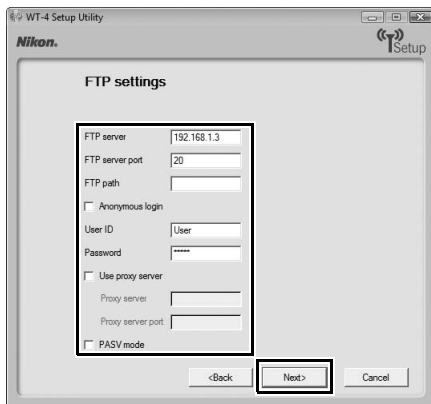 WT-4 Setup Utility
Nikon.
Setup
FTP settings
FTP server 192.168.1.3
FTP server port 20
FTP path
Anonymous login
User ID User
Password *****
Use proxy server
Proxy server
Proxy server port
PASV mode
<Back Next> Cancel